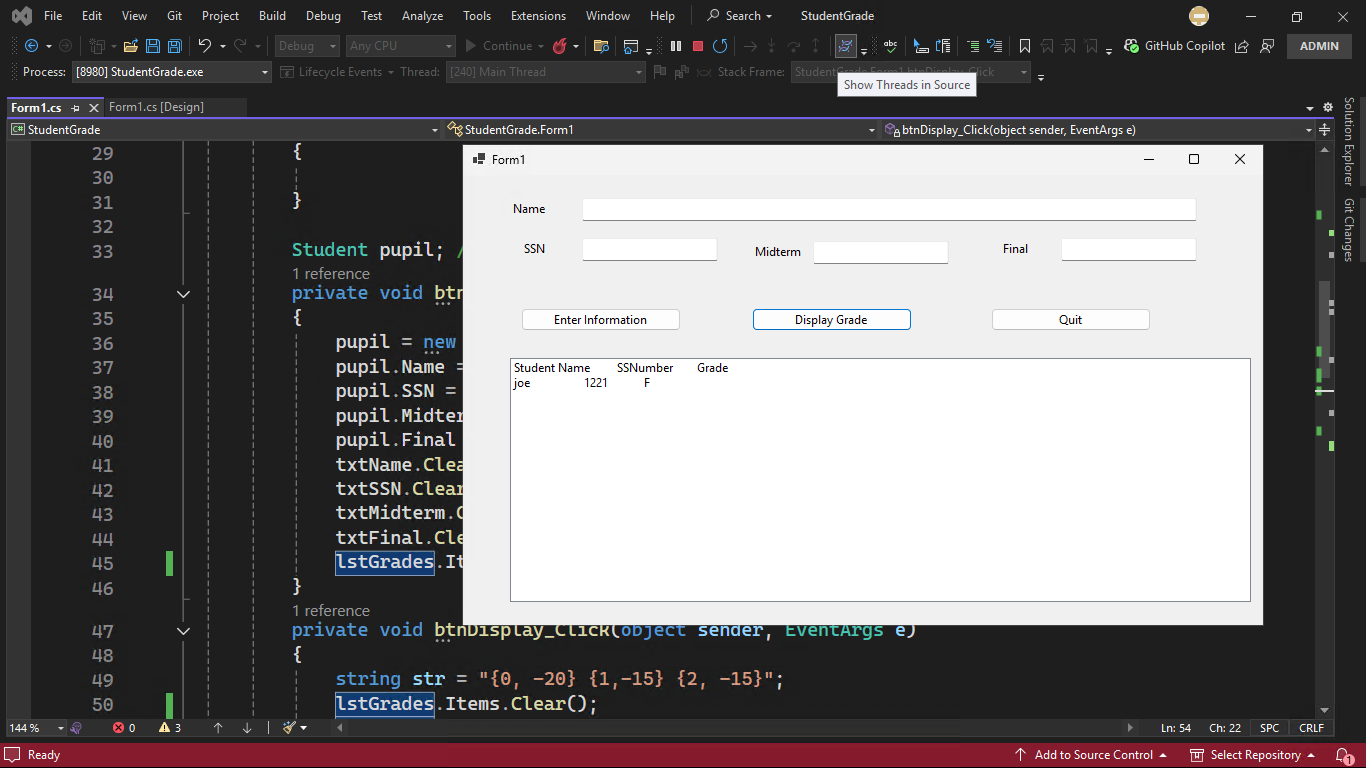 File Edit View Git Project Build Debug Test Analyze Tools Extensions Window Help Search StudentGrade
Debug Any CPU Continue GitHub Copilot ADMIN
Process: [8980] StudentGrade.exe Lifecycle Events Thread: [240] Main Thread Stack Frame: StudentGrade.Form1.btnDisplay_Click
Show Threads in Source
Form1.cs Form1.cs [Design]
StudentGrade StudentGrade.Form1 btnDisplay_Click(object sender, EventArgs e)
Solution Explorer
Git Changes
29 {
30
31 }
32
33 Student pupil; /
1 reference
34 private void btn
35 {
36 pupil = new
37 pupil.Name =
38 pupil.SSN =
39 pupil.Midter
40 pupil.Final
41 txtName.Clea
42 txtSSN.Clear
43 txtMidterm.C
44 txtFinal.Cle
45 lstGrades.It
46 }
1 reference
47 private void btnDisplay_Click(object sender, EventArgs e)
48 {
49 string str = "{0, -20} {1,-15} {2, -15}";
50 lstGrades.Items.Clear();
Form1
Name
SSN Midterm Final
Enter Information Display Grade Quit
Student Name SSNumber Grade
joe 1221 F
144 % 0 3 Ln: 54 Ch: 22 SPC CRLF
Ready Add to Source Control Select Repository 1